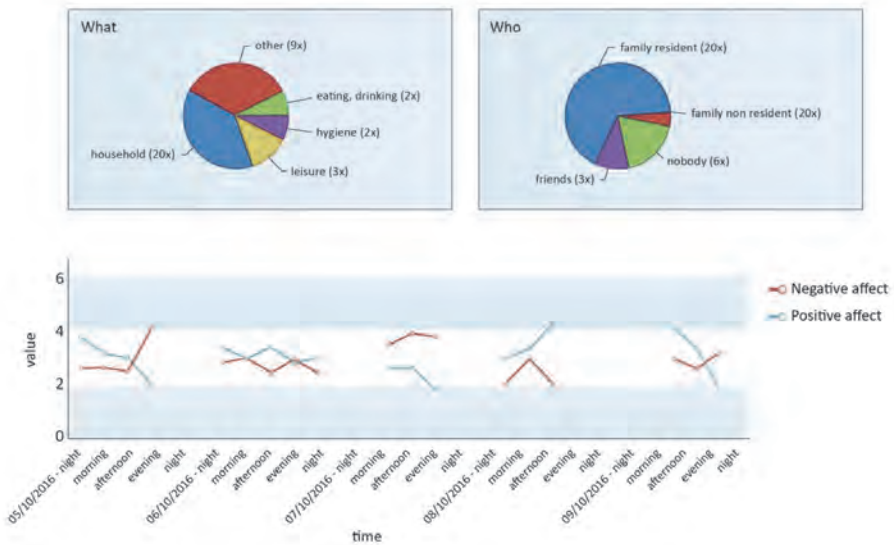 What
other (9x)
eating, drinking (2x)
hygiene (2x)
household (20x)
leisure (3x)
Who
family resident (20x)
family non resident (20x)
nobody (6x)
friends (3x)
6
4
2
0
value
Negative affect
Positive affect
05/10/2016 - night
morning
afternoon
evening
night
06/10/2016 - night
morning
afternoon
evening
night
07/10/2016 - night
morning
afternoon
evening
night
08/10/2016 - night
morning
afternoon
evening
night
09/10/2016 - night
morning
afternoon
evening
night
time